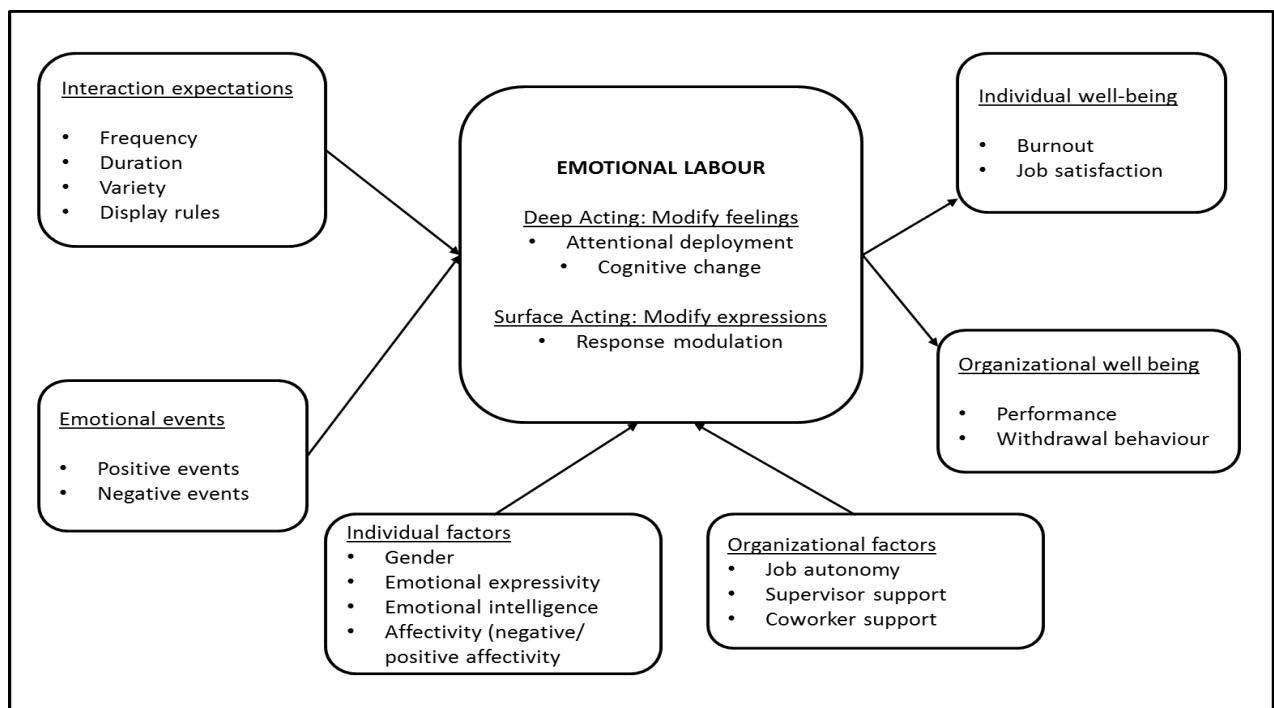 Interaction expectations
• Frequency
• Duration
• Variety
• Display rules
Emotional events
• Positive events
• Negative events
EMOTIONAL LABOUR
Deep Acting: Modify feelings
• Attentional deployment
• Cognitive change
Surface Acting: Modify expressions
• Response modulation
Individual well-being
• Burnout
• Job satisfaction
Organizational well being
• Performance
• Withdrawal behaviour
Individual factors
• Gender
• Emotional expressivity
• Emotional intelligence
• Affectivity (negative/
positive affectivity
Organizational factors
• Job autonomy
• Supervisor support
• Coworker support